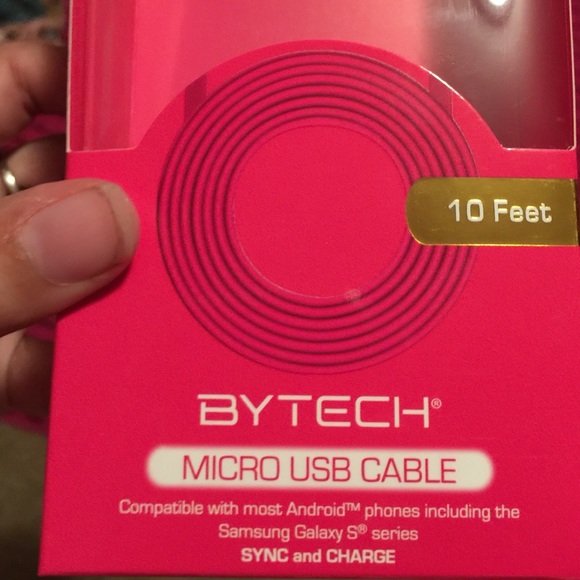 10 Feet
BYTECH®
MICRO USB CABLE
Compatible with most Android™ phones including the
Samsung Galaxy S® series
SYNC and CHARGE